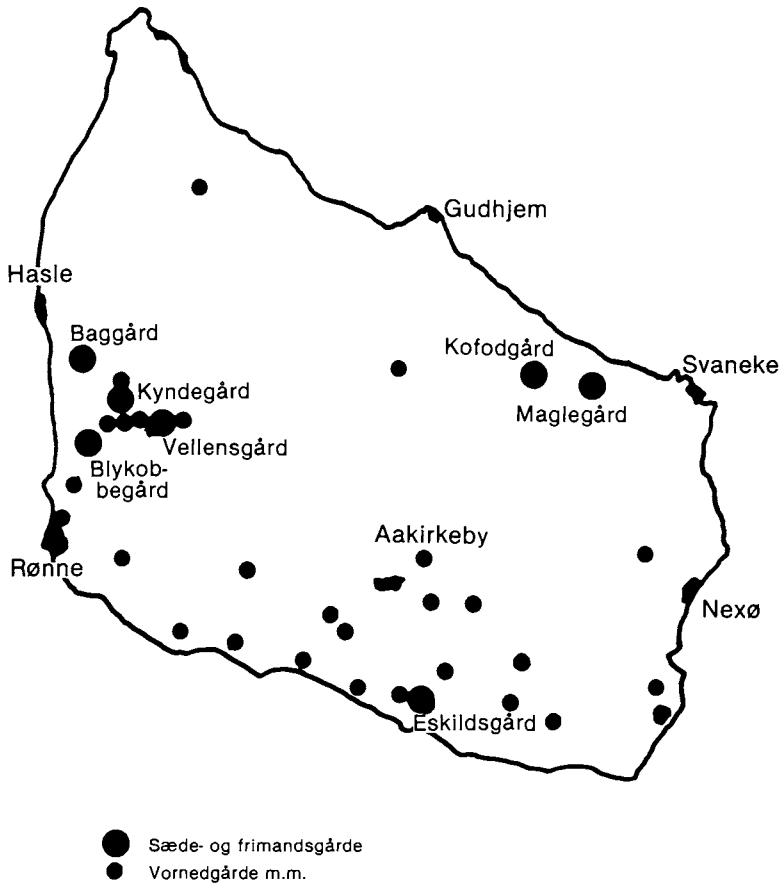 Gudhjem
Hasle
Baggård
Kofodgård
Svaneke
Kyndegård
Maglegård
Vellensgård
Blykob-
begård
Aakirkeby
Rønne
Nexø
Eskildsgård
Sæde- og frimandsgårde
Vornedgårde m.m.